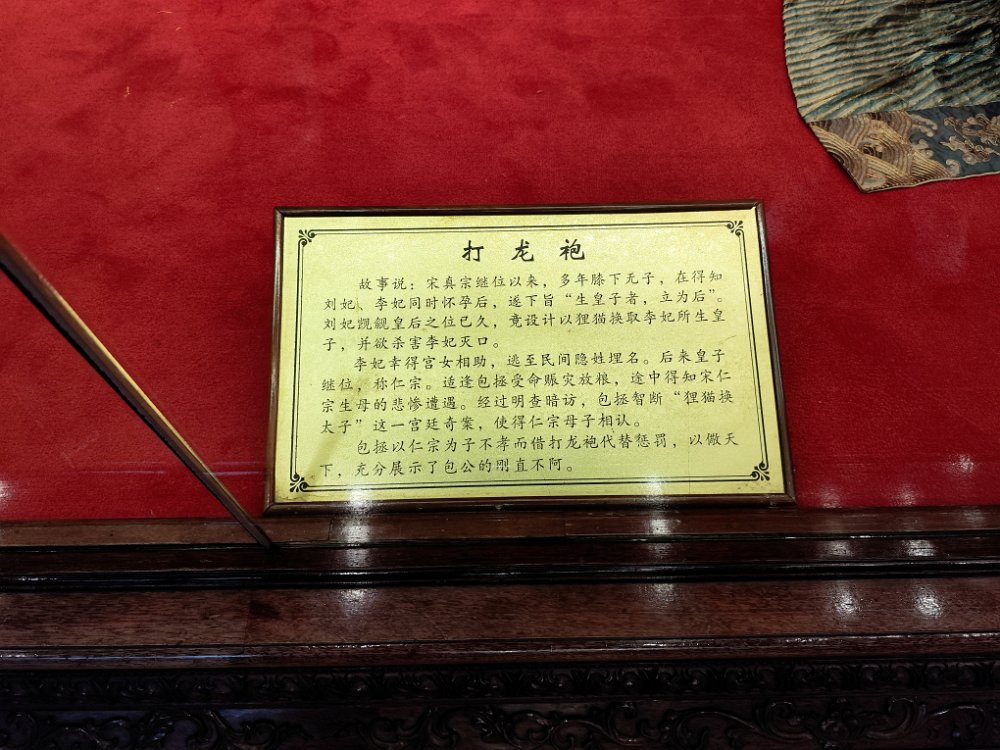 打龙袍
故事说：宋真宗继位以来，多年膝下无子，在得知
刘妃、李妃同时怀孕后，遂下旨“生皇子者，立为后”。
刘妃觊觎皇后之位已久，竟设计以狸猫换取李妃所生皇
子，并欲杀害李妃灭口。
李妃幸得宫女相助，逃至民间隐姓埋名。后来皇子
继位，称仁宗。适逢包拯受命赈灾放粮，途中得知宋仁
宗生母的悲惨遭遇。经过明查暗访，包拯智断“狸猫换
太子”这一宫廷奇案，使得仁宗母子相认。
包拯以仁宗为子不孝而借打龙袍代替惩罚，以儆天
下，充分展示了包公的刚直不阿。